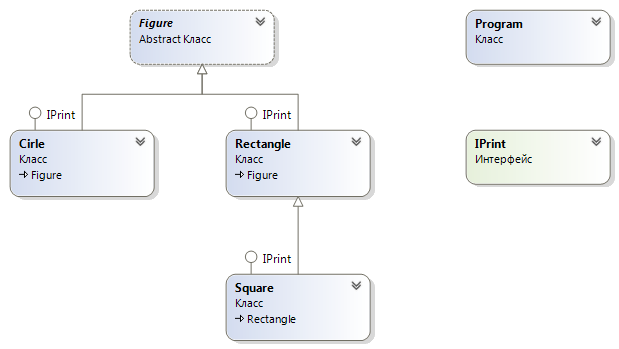 Figure
Abstract Класс
Program
Класс
IPrint
IPrint
Cirle
Класс
Figure
Rectangle
Класс
Figure
IPrint
Интерфейс
IPrint
Square
Класс
Rectangle